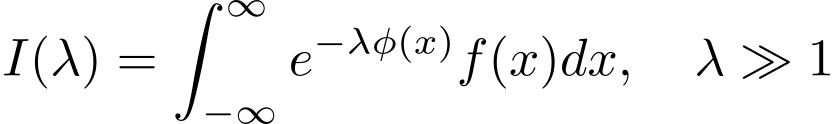 I(λ) = ∫_{-∞}^{∞} e^{-λφ(x)} f(x)dx, λ ≫ 1